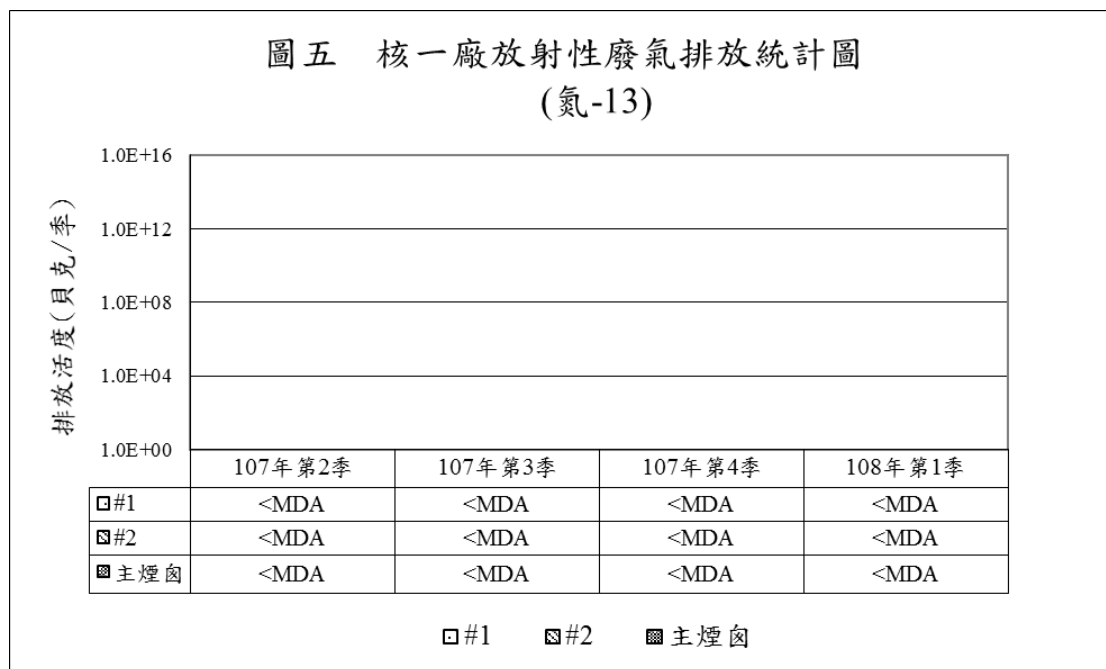 圖五 核一廠放射性廢氣排放統計圖
(氮-13)
排放活度(貝克/季)
1.0E+16
1.0E+12
1.0E+08
1.0E+04
1.0E+00
107年第2季 107年第3季 107年第4季 108年第1季
#1 <MDA <MDA <MDA <MDA
#2 <MDA <MDA <MDA <MDA
主煙囪 <MDA <MDA <MDA <MDA
#1 #2 主煙囪